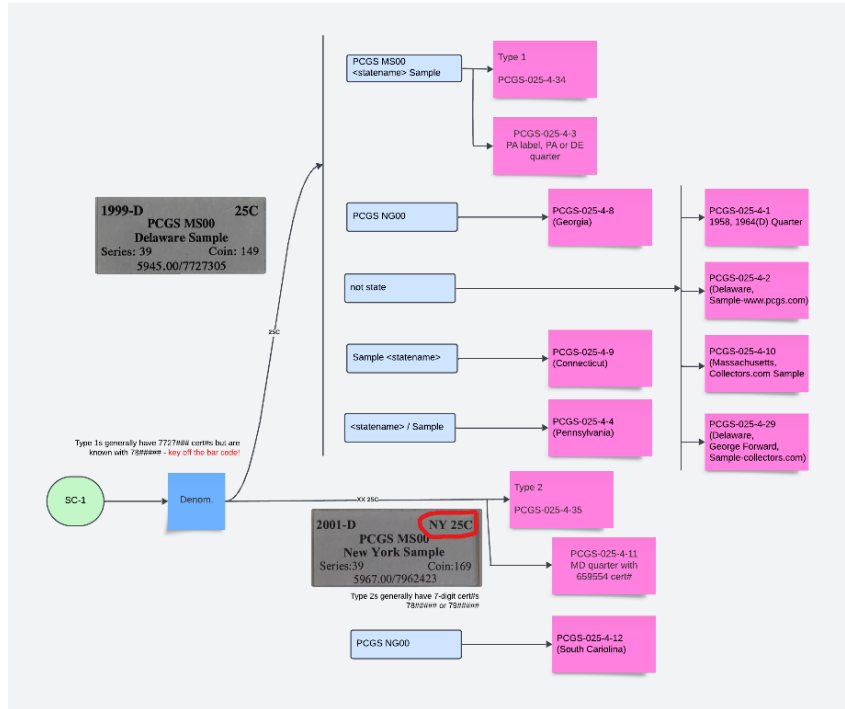 PCGS MS00
<statename> Sample
Type 1
PCGS-025-4-34
PCGS-025-4-3
PA label, PA or DE
quarter
1999-D 25C
PCGS MS00
Delaware Sample
Series: 39 Coin: 149
5945.00/7727305
PCGS NG00
PCGS-025-4-8
(Georgia)
PCGS-025-4-1
1958, 1964(D) Quarter
not state
PCGS-025-4-2
(Delaware,
Sample-www.pcgs.com)
25C
Sample <statename>
PCGS-025-4-9
(Connecticut)
PCGS-025-4-10
(Massachusetts,
Collectors.com Sample
<statename> / Sample
PCGS-025-4-4
(Pennsylvania)
PCGS-025-4-29
(Delaware,
George Forward,
Sample-collectors.com)
Type 1s generally have 7727### cert#s but are
known with 78##### - key off the bar code!
SC-1
Denom.
XX 25C
Type 2
PCGS-025-4-35
2001-D NY 25C
PCGS MS00
New York Sample
Series:39 Coin:169
5967.00/7962423
PCGS-025-4-11
MD quarter with
659554 cert#
Type 2s generally have 7-digit cert#s
78##### or 79#####
PCGS NG00
PCGS-025-4-12
(South Cariolina)